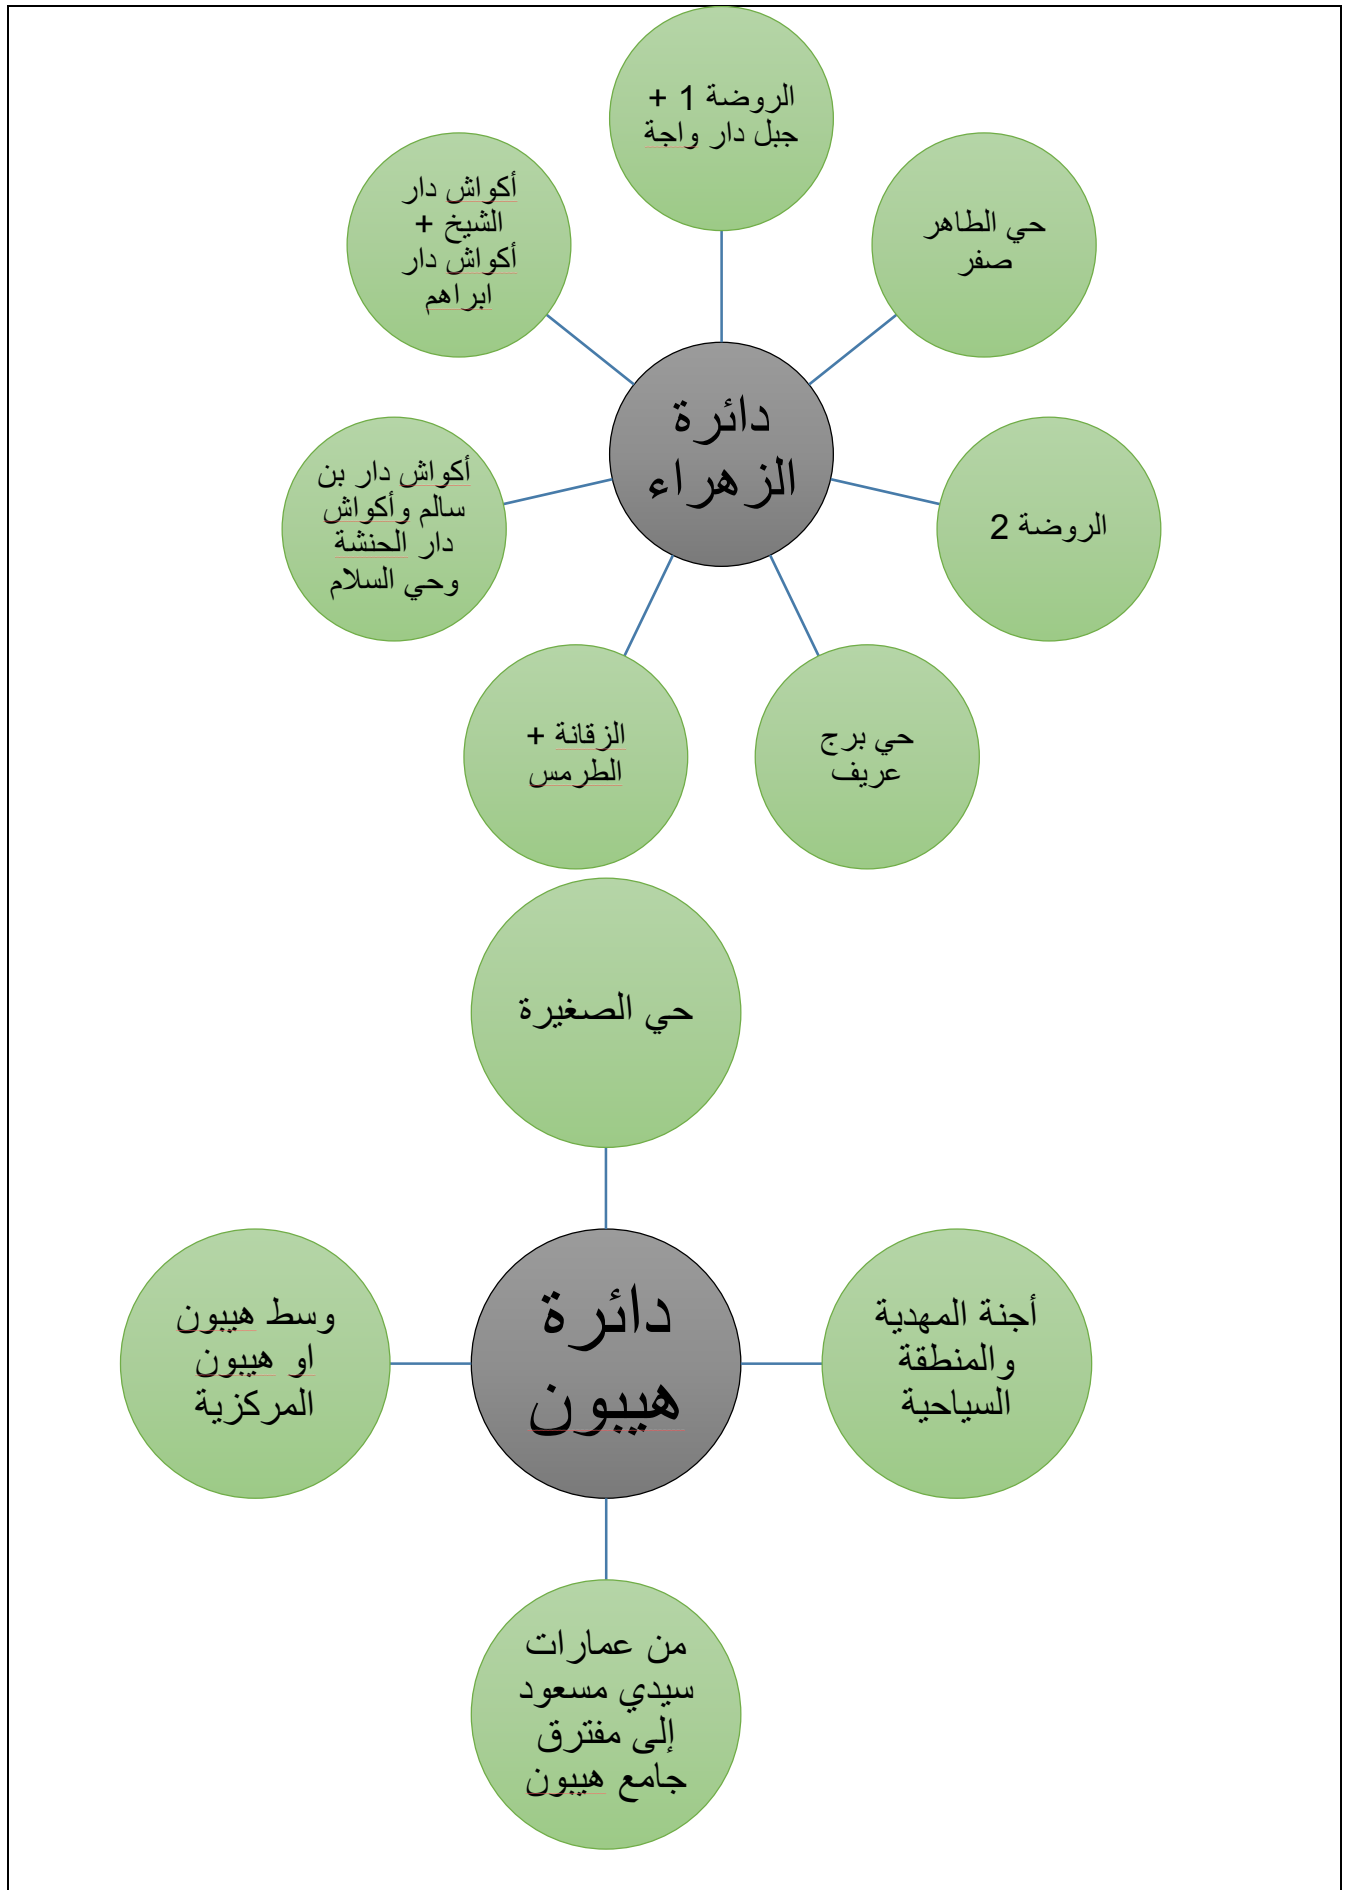 الروضة 1 +
جبل دار واجة
حي الطاهر
صفر
الروضة 2
حي برج
عريف
الزقانة +
الطرمس
أكواش دار بن
سالم وأكواش
دار الحنشة
وحي السلام
أكواش دار
الشيخ +
أكواش دار
ابراهم
دائرة
الزهراء
حي الصغيرة
أجنة المهدية
والمنطقة
السياحية
من عمارات
سيدي مسعود
إلى مفترق
جامع هيبون
وسط هيبون
او هيبون
المركزية
دائرة
هيبون